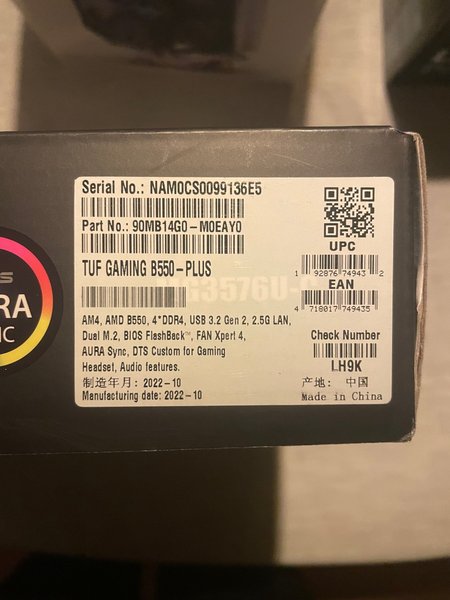 Serial No.: NAM0CS0099136E5
Part No.: 90MB14G0-M0EAY0
TUF GAMING B550-PLUS
AM4, AMD B550, 4*DDR4, USB 3.2 Gen 2, 2.5G LAN,
Dual M.2, BIOS FlashBack™, FAN Xpert 4,
AURA Sync, DTS Custom for Gaming
Headset, Audio features.
制造年月: 2022-10
Manufacturing date: 2022-10
UPC
1 92876 74943 2
EAN
4 718017 749435
Check Number
LH9K
产地: 中国
Made in China
S
RA
IC